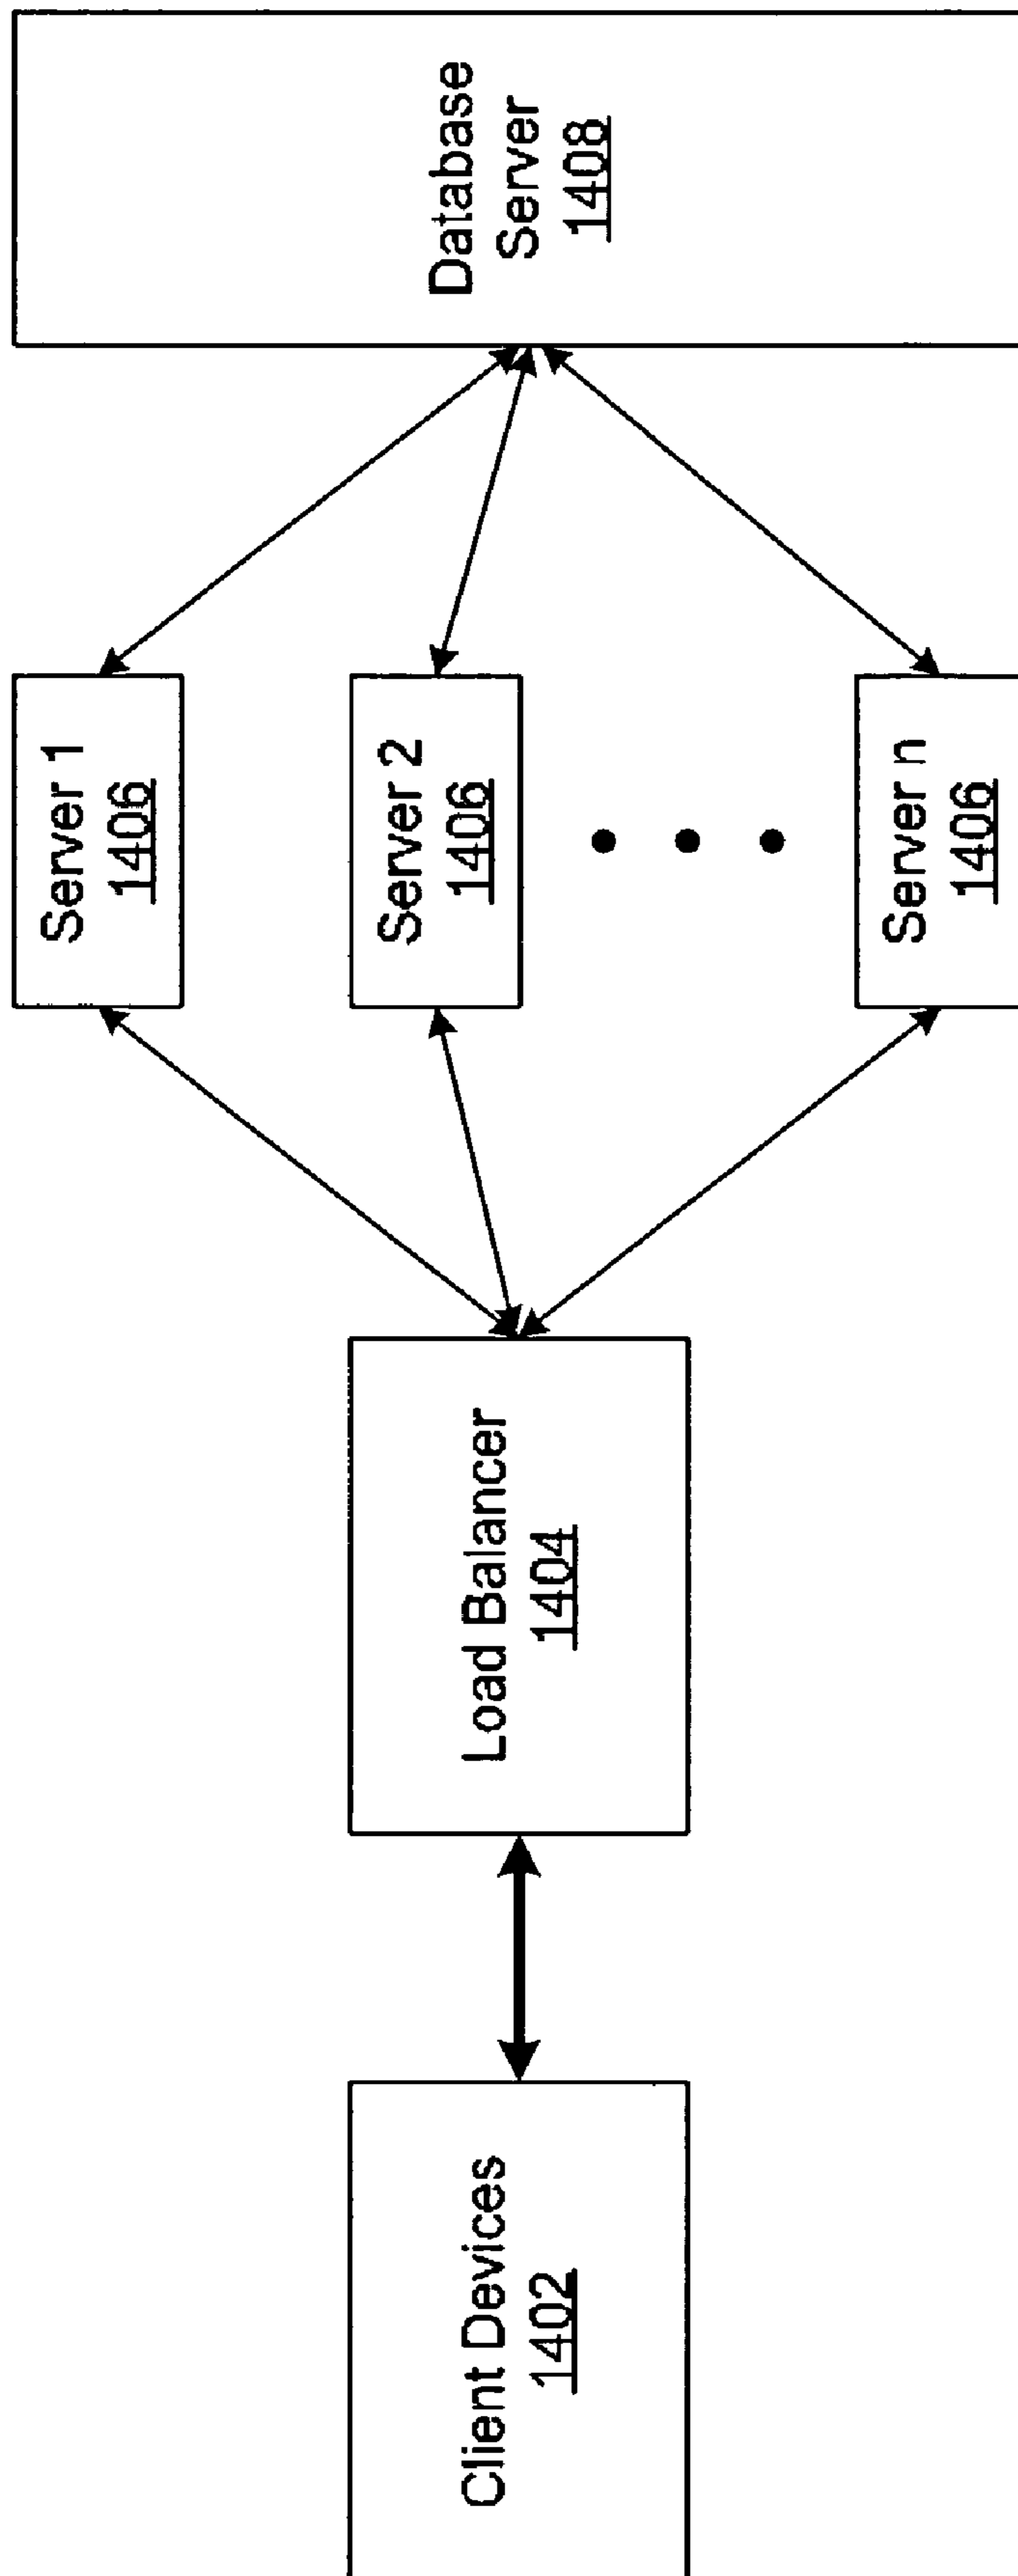 Client Devices
1402
Load Balancer
1404
Server 1
1406
Server 2
1406
Server n
1406
Database
Server
1408